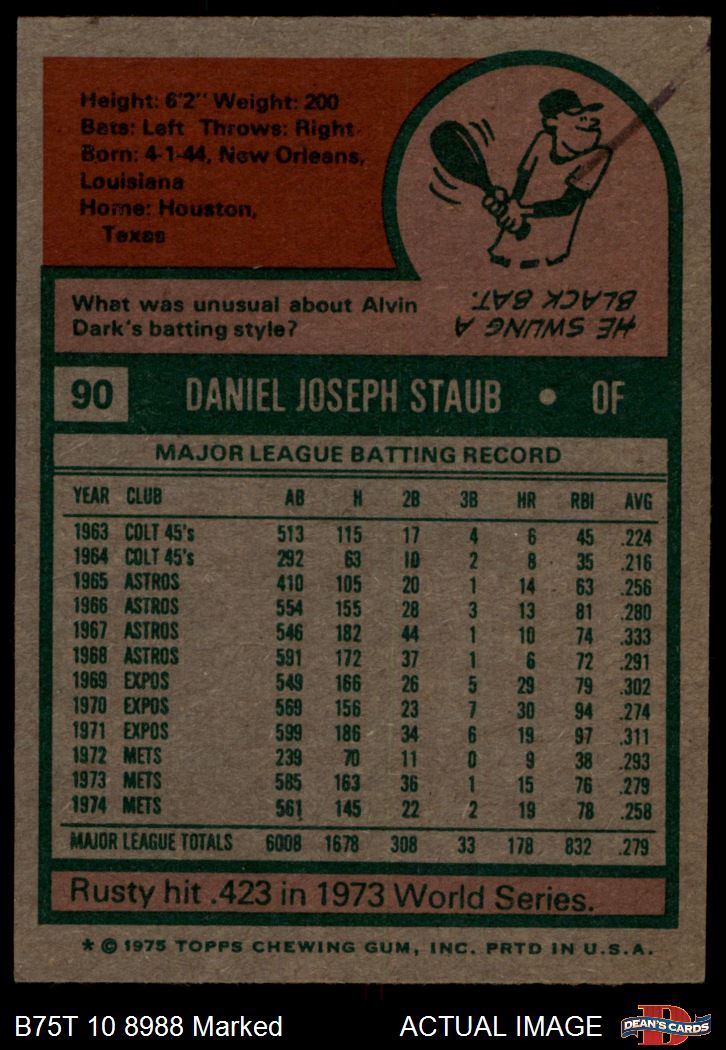 Height: 6'2" Weight: 200
Bats: Left Throws: Right
Born: 4-1-44, New Orleans,
Louisiana
Home: Houston,
Texas
What was unusual about Alvin
Dark's batting style?
HE SWUNG A
BLACK BAT.
90 DANIEL JOSEPH STAUB • OF
MAJOR LEAGUE BATTING RECORD
YEAR CLUB AB H 2B 3B HR RBI AVG
1963 COLT 45's 513 115 17 4 6 45 .224
1964 COLT 45's 292 63 10 2 8 35 .216
1965 ASTROS 410 105 20 1 14 63 .256
1966 ASTROS 554 155 28 3 13 81 .280
1967 ASTROS 546 182 44 1 10 74 .333
1968 ASTROS 591 172 37 1 6 72 .291
1969 EXPOS 549 166 26 5 29 79 .302
1970 EXPOS 569 156 23 7 30 94 .274
1971 EXPOS 599 186 34 6 19 97 .311
1972 METS 239 70 11 0 9 38 .293
1973 METS 585 163 36 1 15 76 .279
1974 METS 561 145 22 2 19 78 .258
MAJOR LEAGUE TOTALS 6008 1678 308 33 178 832 .279
Rusty hit .423 in 1973 World Series.
* © 1975 TOPPS CHEWING GUM, INC. PRTD IN U.S.A.
B75T 10 8988 Marked ACTUAL IMAGE
D
DEAN'S CARDS